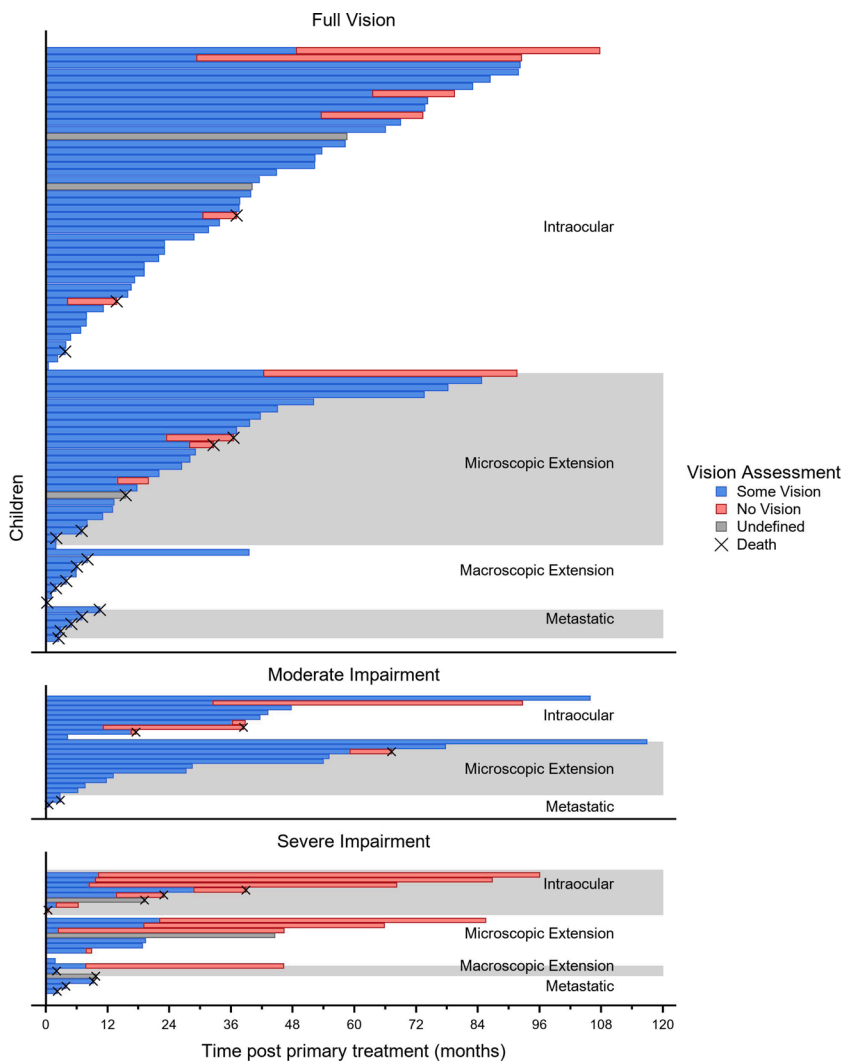 Full Vision
Intraocular
Microscopic Extension
Macroscopic Extension
Metastatic
Children
Vision Assessment
Some Vision
No Vision
Undefined
Death
Moderate Impairment
Intraocular
Microscopic Extension
Metastatic
Severe Impairment
Intraocular
Microscopic Extension
Macroscopic Extension
Metastatic
0 12 24 36 48 60 72 84 96 108 120
Time post primary treatment (months)